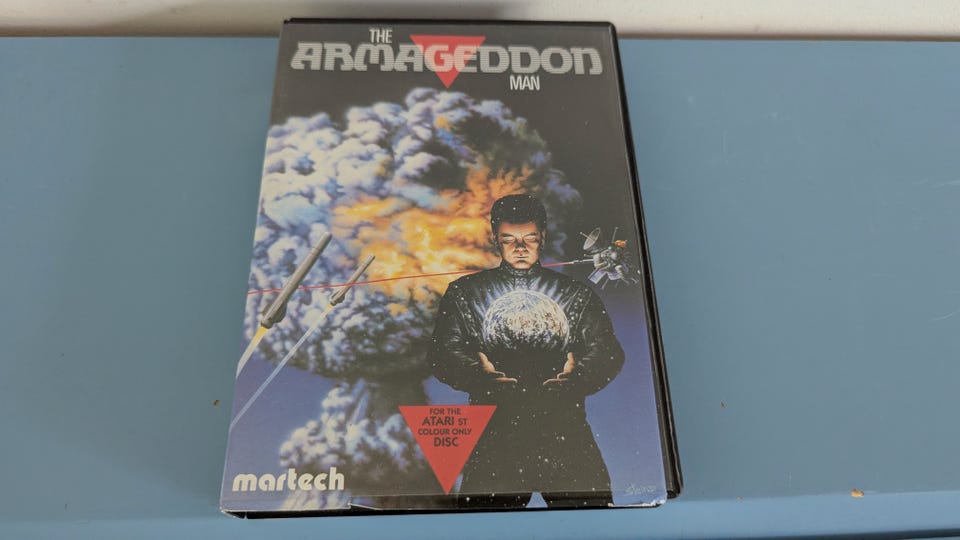 THE
ARMAGEDDON
MAN
FOR THE
ATARI ST
COLOUR ONLY
DISC
martech